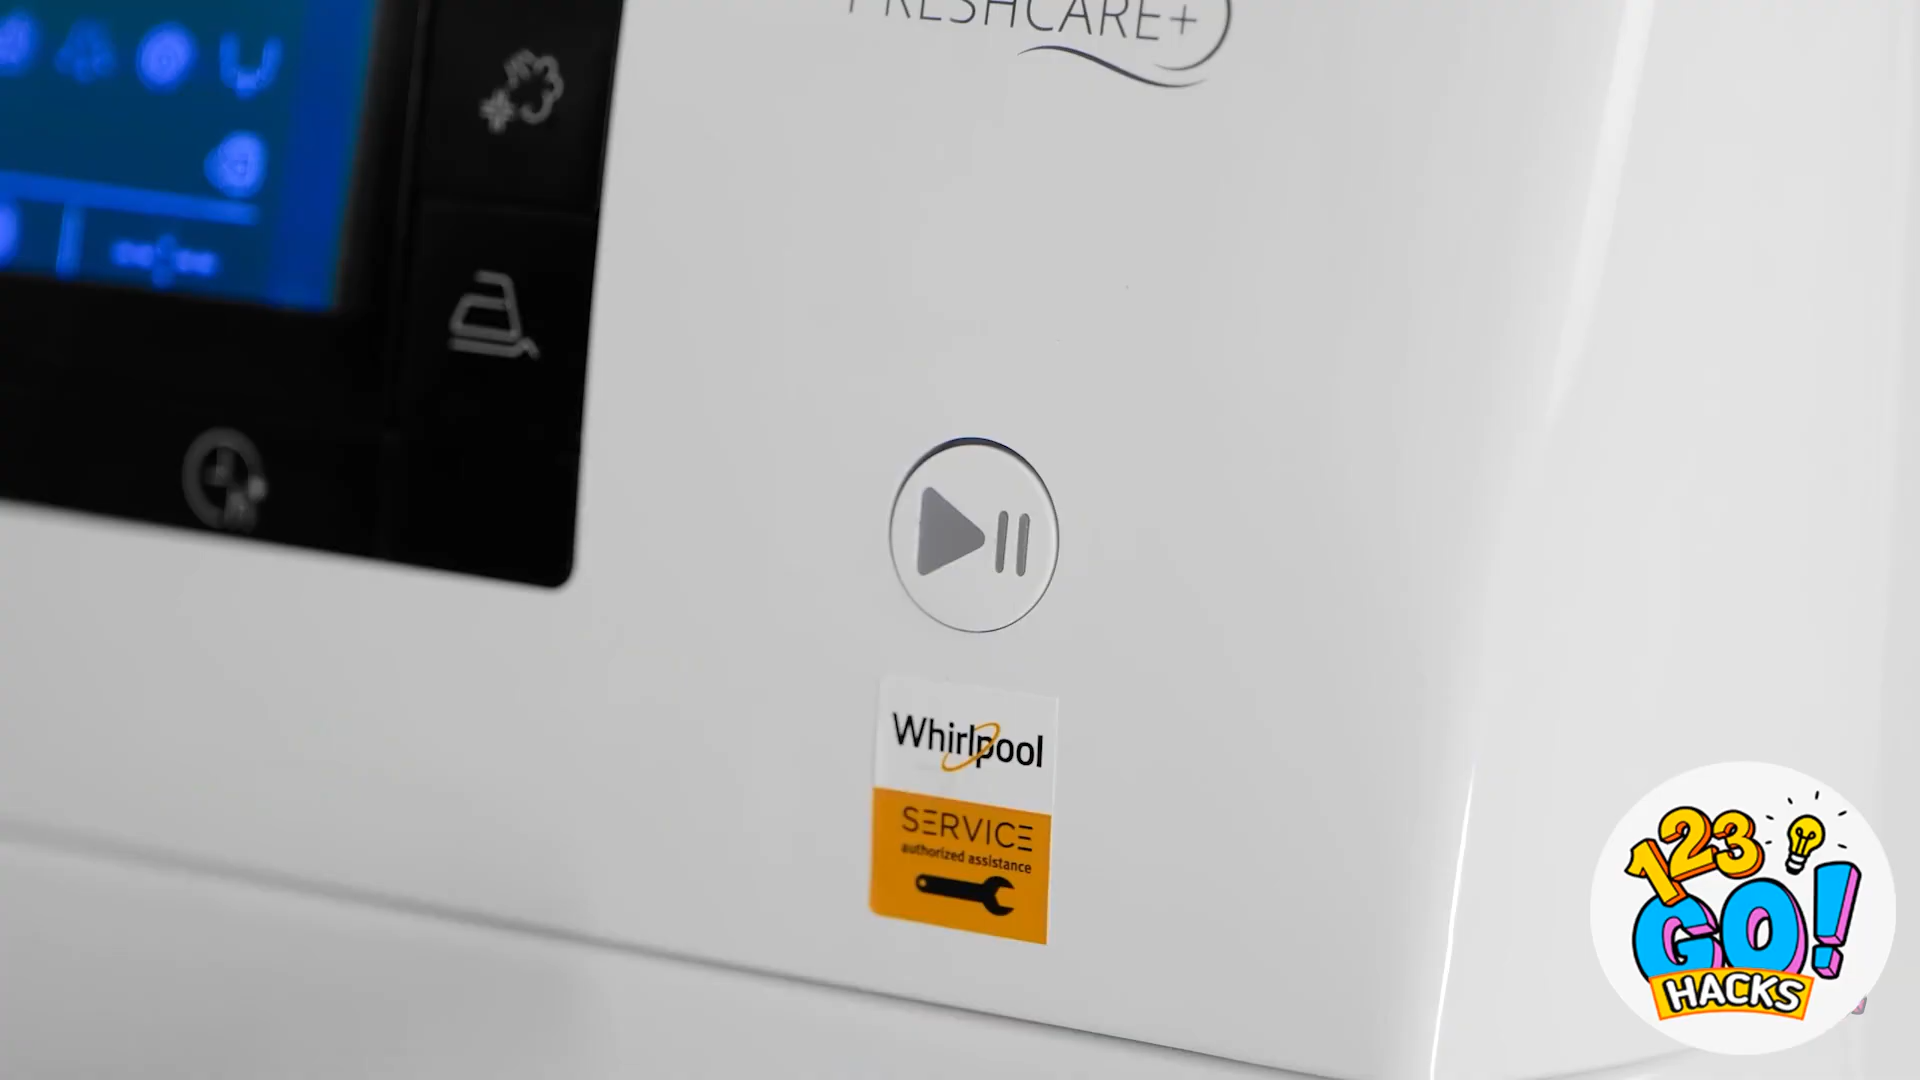 FRESHCARE+
Whirlpool
SERVICE
authorized assistance
123
GO!
HACKS